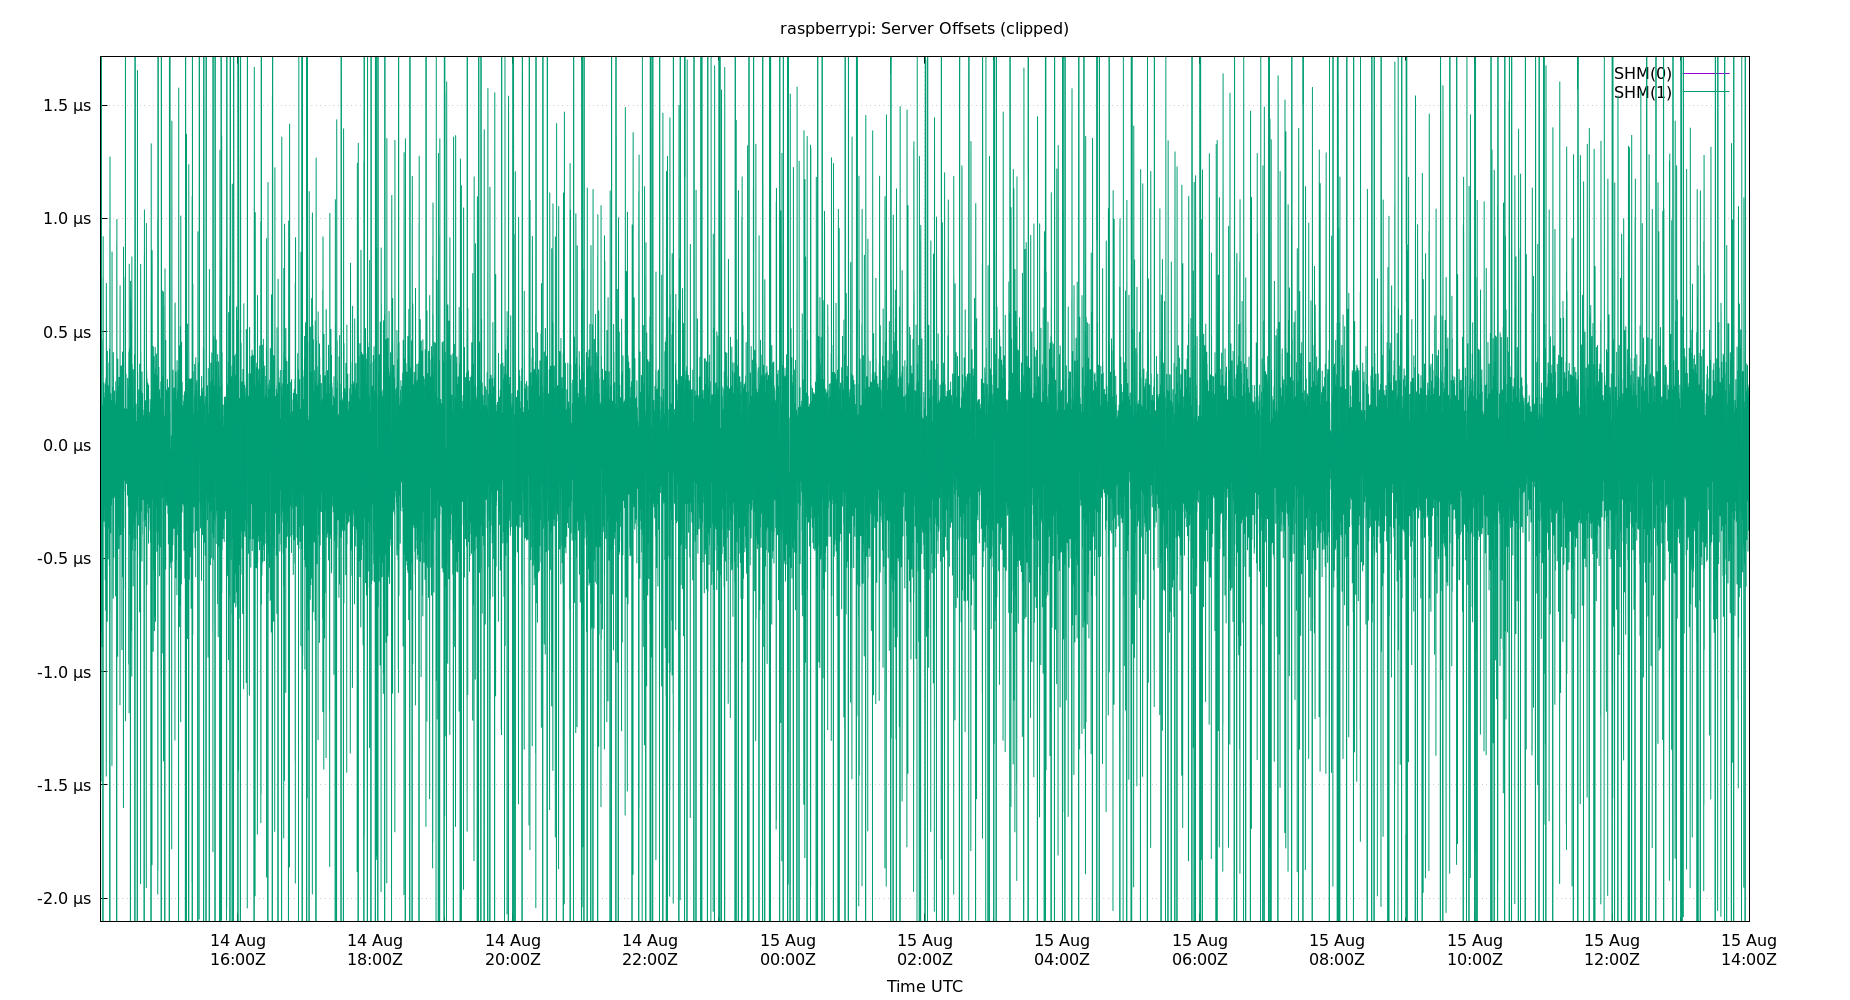 raspberrypi: Server Offsets (clipped)
SHM(0)
SHM(1)
1.5 µs
1.0 µs
0.5 µs
0.0 µs
-0.5 µs
-1.0 µs
-1.5 µs
-2.0 µs
14 Aug 14 Aug 14 Aug 14 Aug 15 Aug 15 Aug 15 Aug 15 Aug 15 Aug 15 Aug 15 Aug 15 Aug
16:00Z 18:00Z 20:00Z 22:00Z 00:00Z 02:00Z 04:00Z 06:00Z 08:00Z 10:00Z 12:00Z 14:00Z
Time UTC